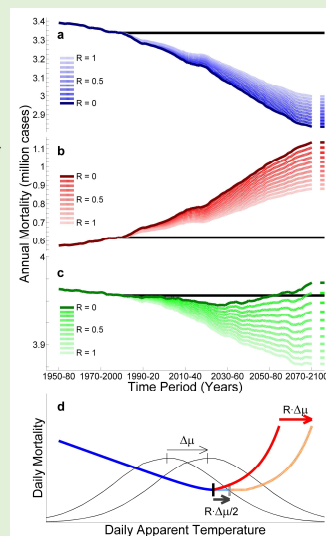 3.4
3.3
3.2
3.1
3
2.9
a
R = 1
R = 0.5
R = 0
Annual Mortality (million cases)
1.1
1
0.9
0.8
0.7
0.6
b
R = 0
R = 0.5
R = 1
4
3.9
c
R = 0
R = 0.5
R = 1
1950-80 1970-2000 1990-20 2010-40 2030-60 2050-80 2070-2100
Time Period (Years)
d
R·Δμ
Δμ
R·Δμ/2
Daily Mortality
Daily Apparent Temperature